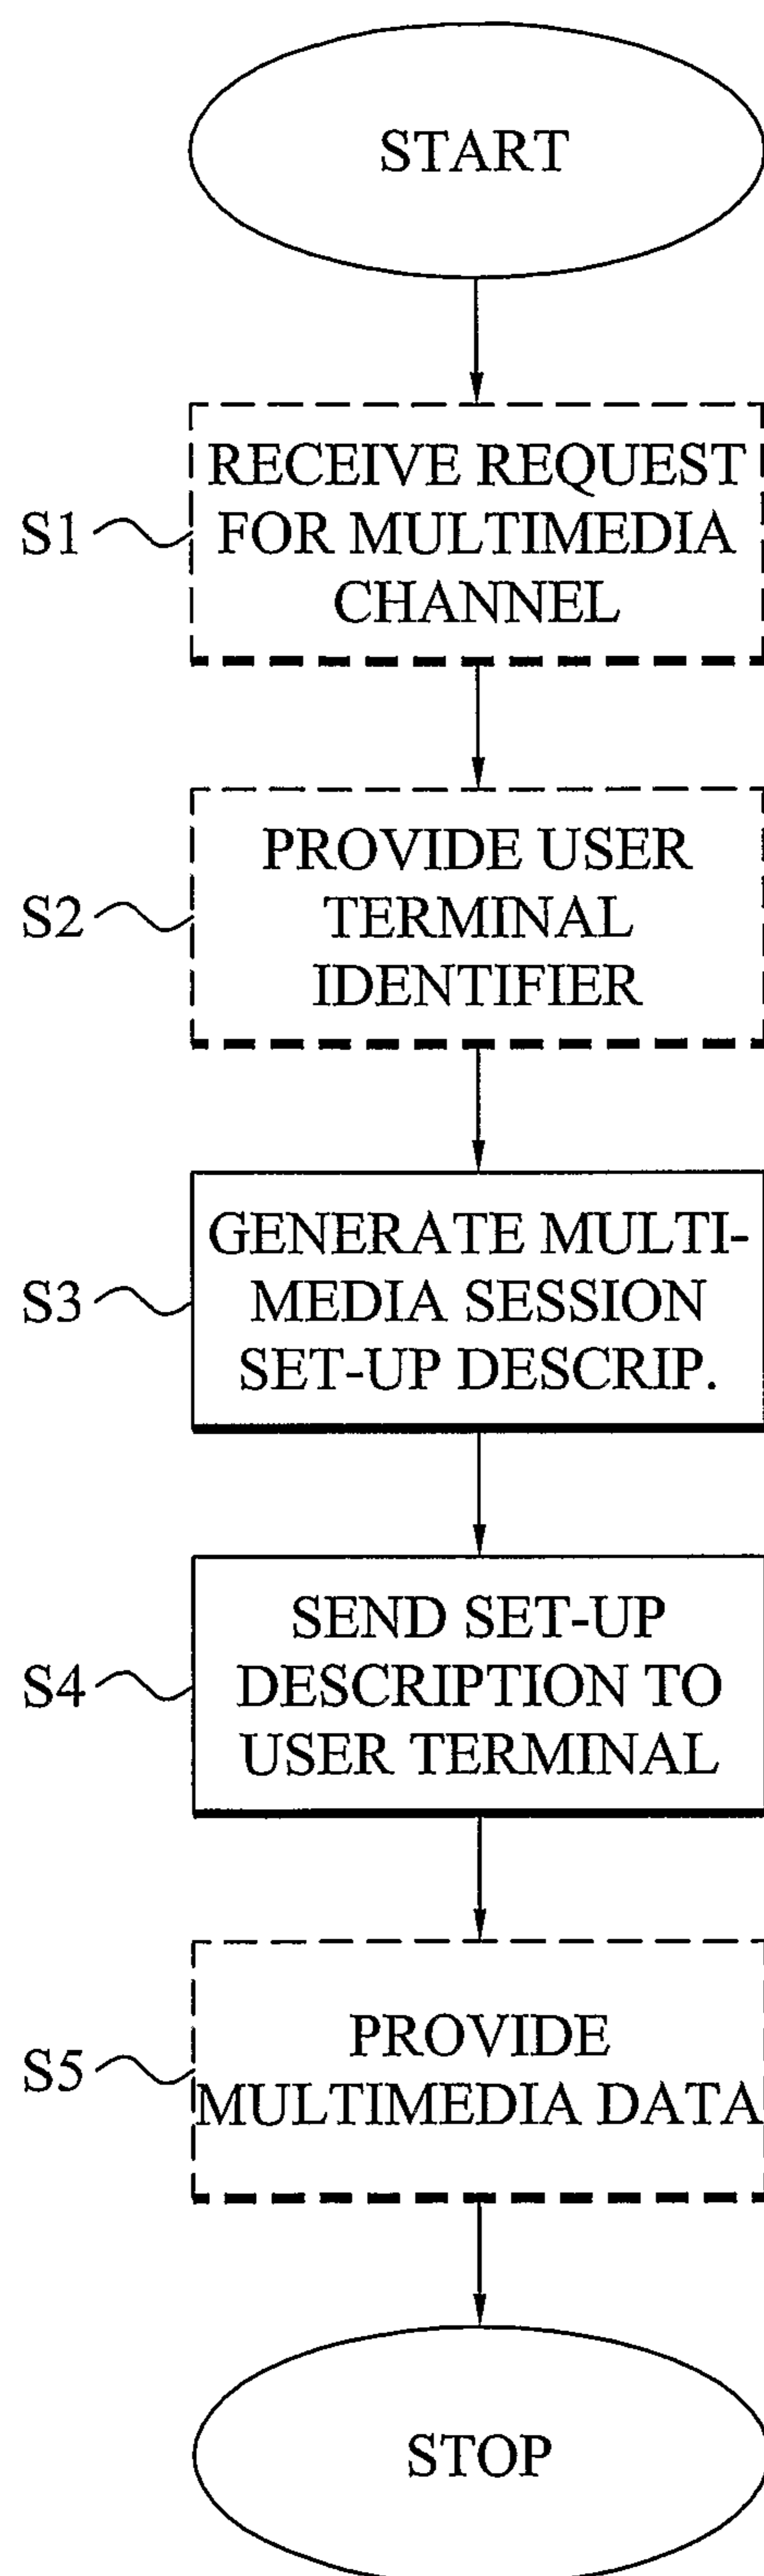 START
RECEIVE REQUEST
S1
FOR MULTIMEDIA
CHANNEL
PROVIDE USER
S2
TERMINAL
IDENTIFIER
GENERATE MULTI-
S3
MEDIA SESSION
SET-UP DESCRIP.
SEND SET-UP
S4
DESCRIPTION TO
USER TERMINAL
S5
PROVIDE
MULTIMEDIA DATA
STOP